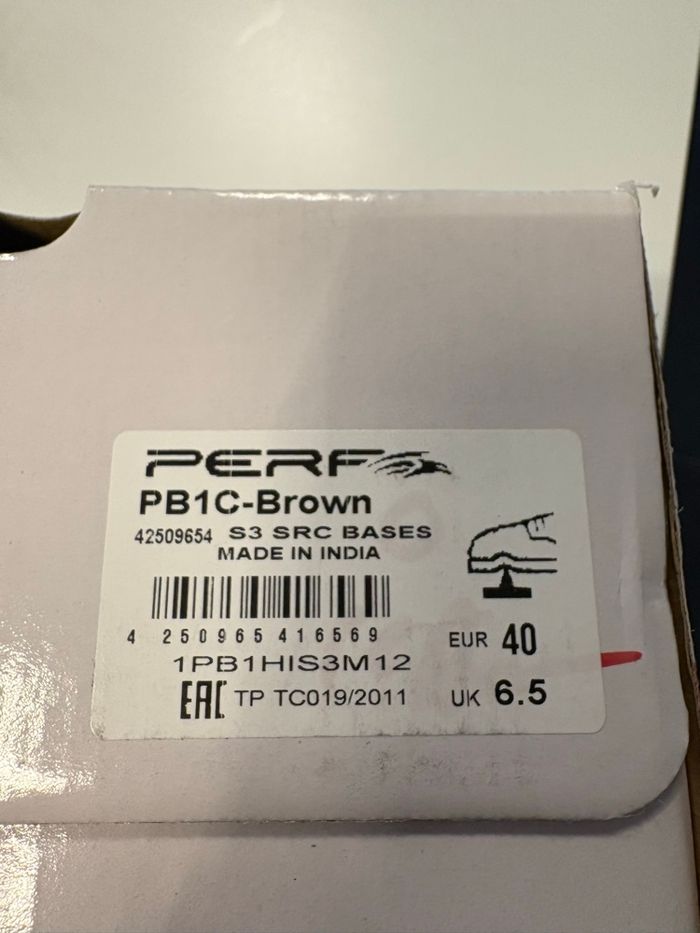 PERF
PB1C-Brown
42509654 S3 SRC BASES
MADE IN INDIA
4 250965 416569
EUR 40
1PB1HIS3M12
EAC TP TC019/2011
UK 6.5